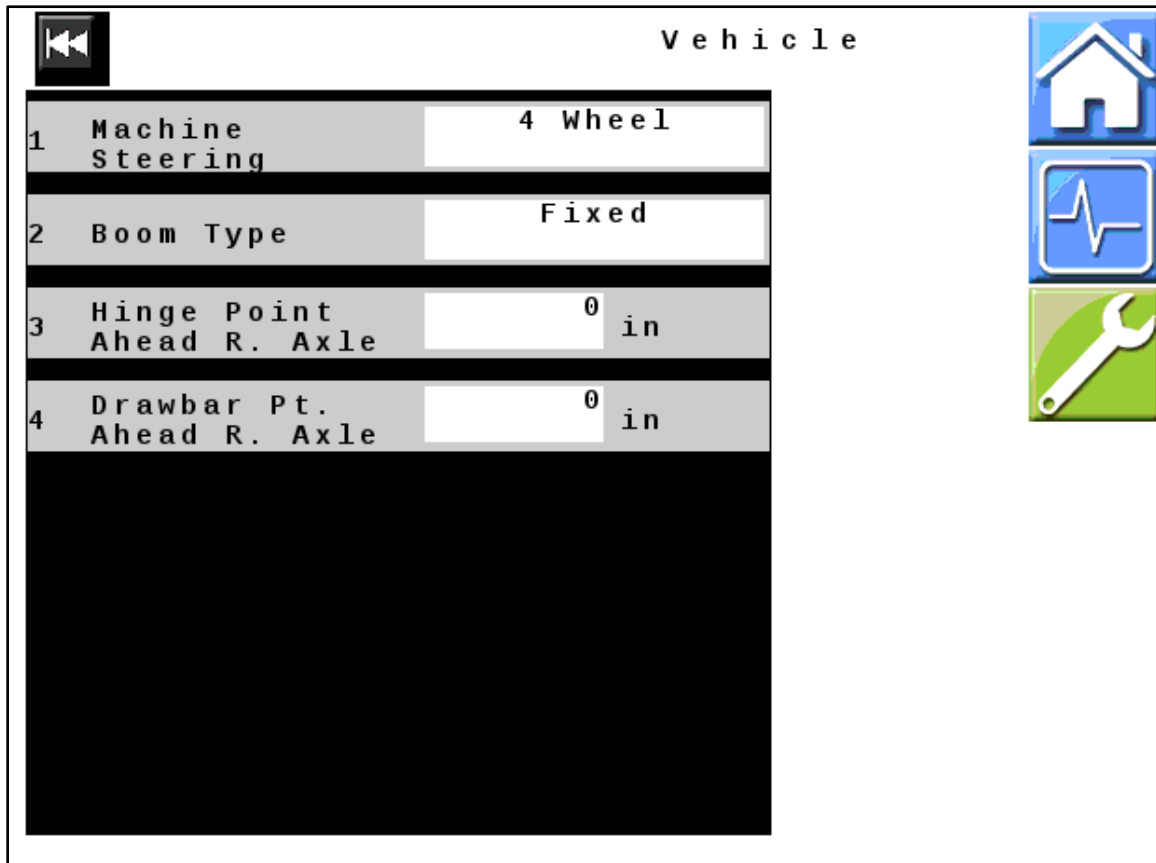 Vehicle
1 Machine Steering 4 Wheel
2 Boom Type Fixed
3 Hinge Point Ahead R. Axle 0 in
4 Drawbar Pt. Ahead R. Axle 0 in